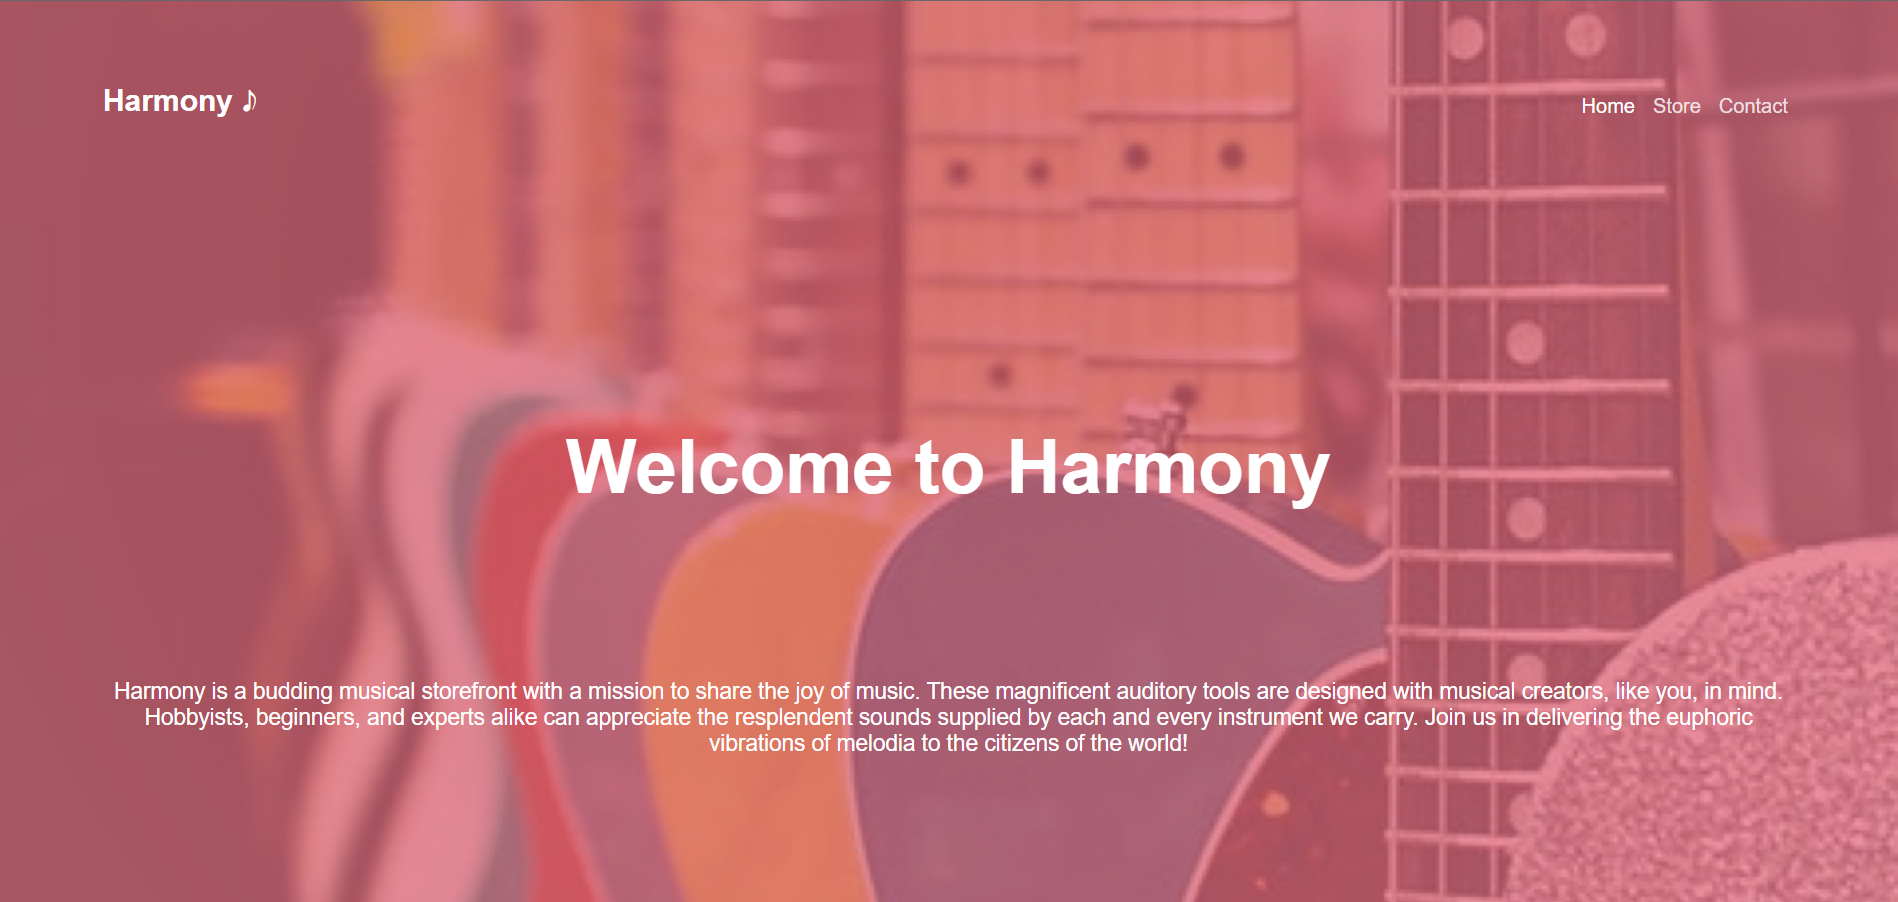 Harmony ♪
Home Store Contact
Welcome to Harmony
Harmony is a budding musical storefront with a mission to share the joy of music. These magnificent auditory tools are designed with musical creators, like you, in mind.
Hobbyists, beginners, and experts alike can appreciate the resplendent sounds supplied by each and every instrument we carry. Join us in delivering the euphoric
vibrations of melodia to the citizens of the world!